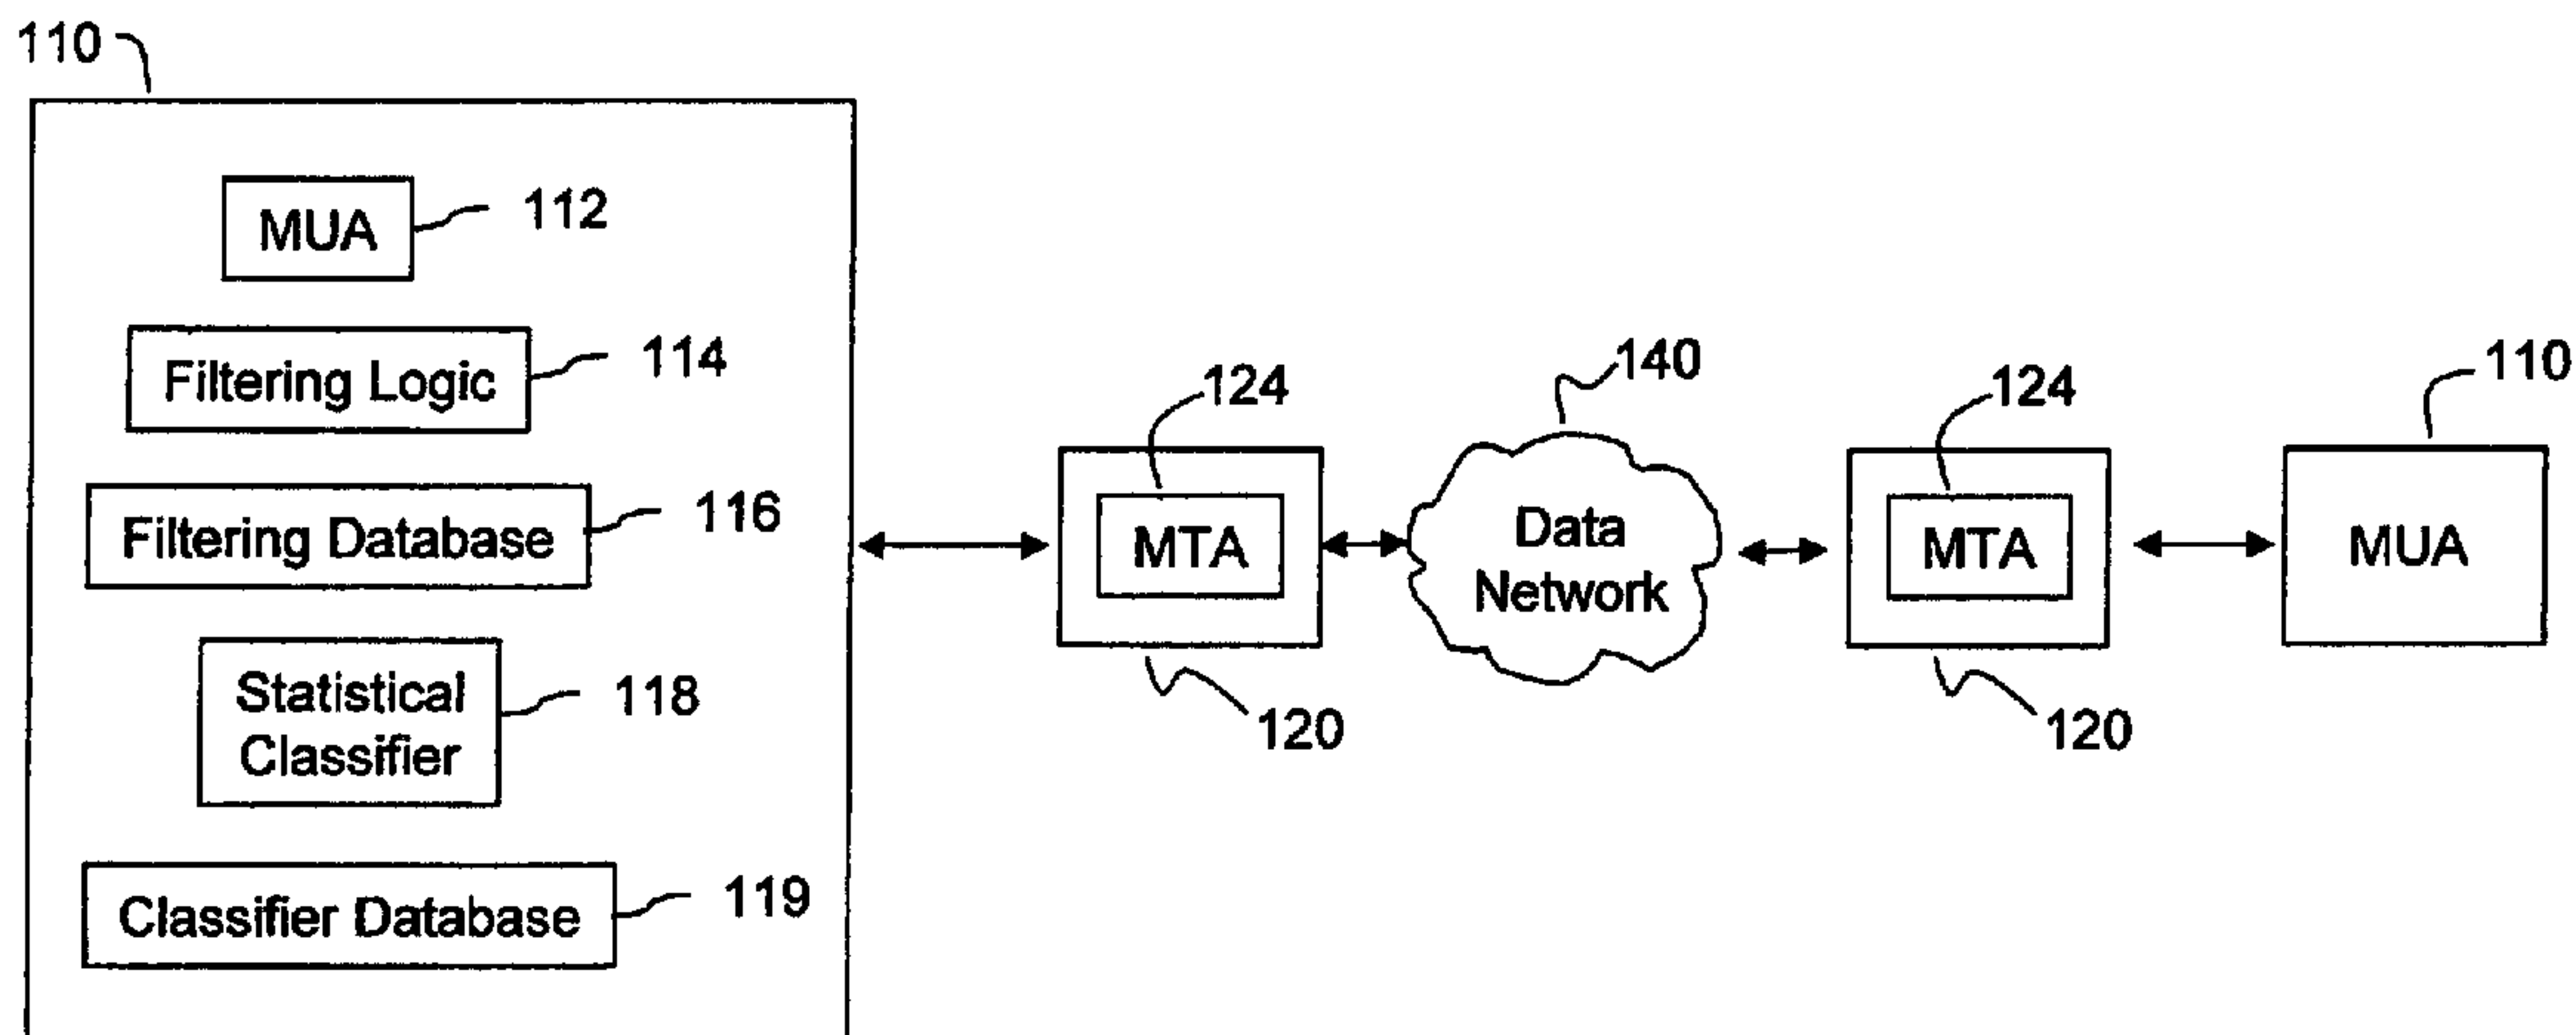 110
MUA
112
Filtering Logic
114
Filtering Database
116
Statistical
Classifier
118
Classifier Database
119
124
MTA
120
140
Data
Network
124
MTA
120
110
MUA